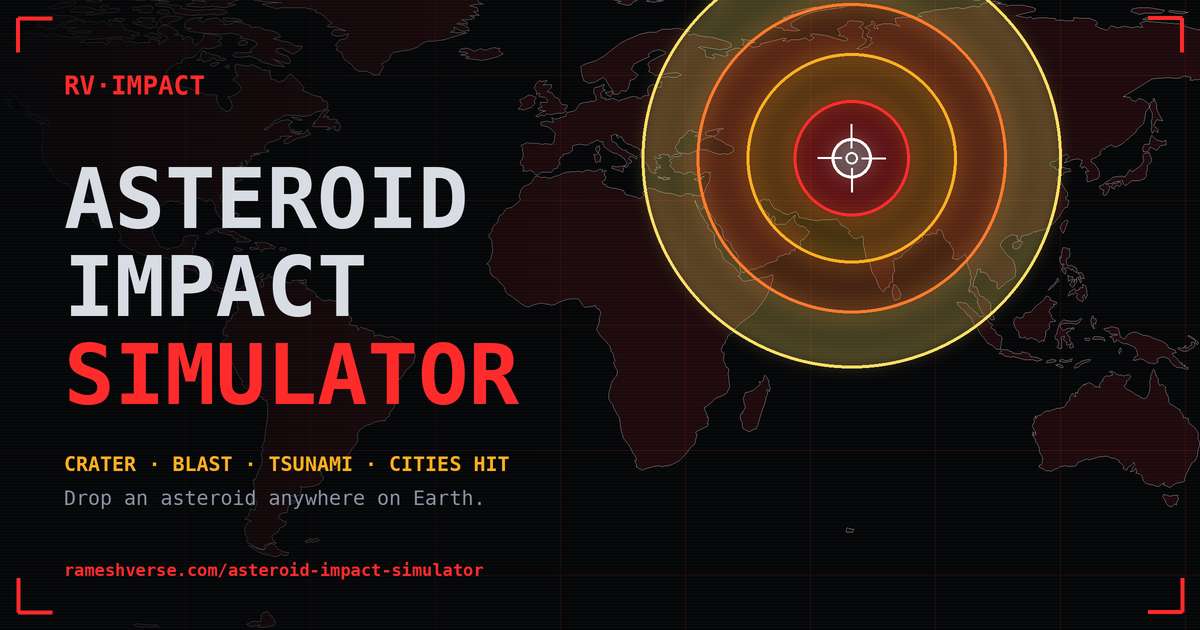 RV·IMPACT
ASTEROID
IMPACT
SIMULATOR
CRATER · BLAST · TSUNAMI · CITIES HIT
Drop an asteroid anywhere on Earth.
rameshverse.com/asteroid-impact-simulator